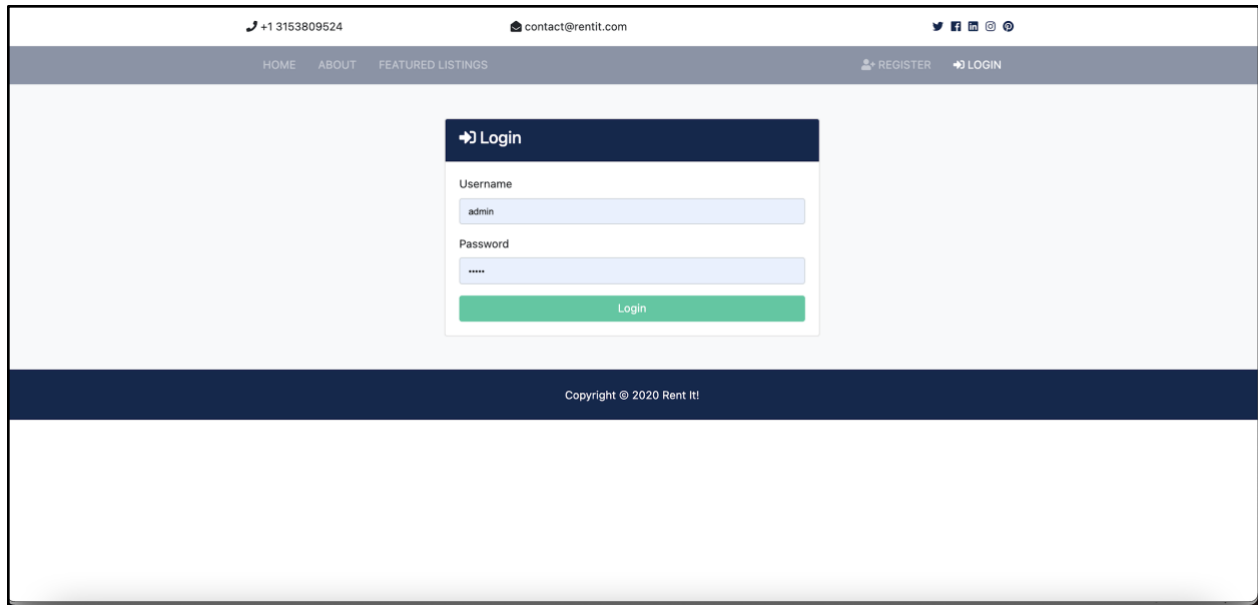 +1 3153809524 contact@rentit.com
HOME ABOUT FEATURED LISTINGS REGISTER LOGIN
Login
Username
admin
Password
•••••
Login
Copyright © 2020 Rent It!